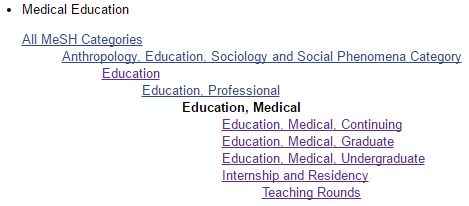 Medical Education
All MeSH Categories
Anthropology, Education, Sociology and Social Phenomena Category
Education
Education, Professional
Education, Medical
Education, Medical, Continuing
Education, Medical, Graduate
Education, Medical, Undergraduate
Internship and Residency
Teaching Rounds